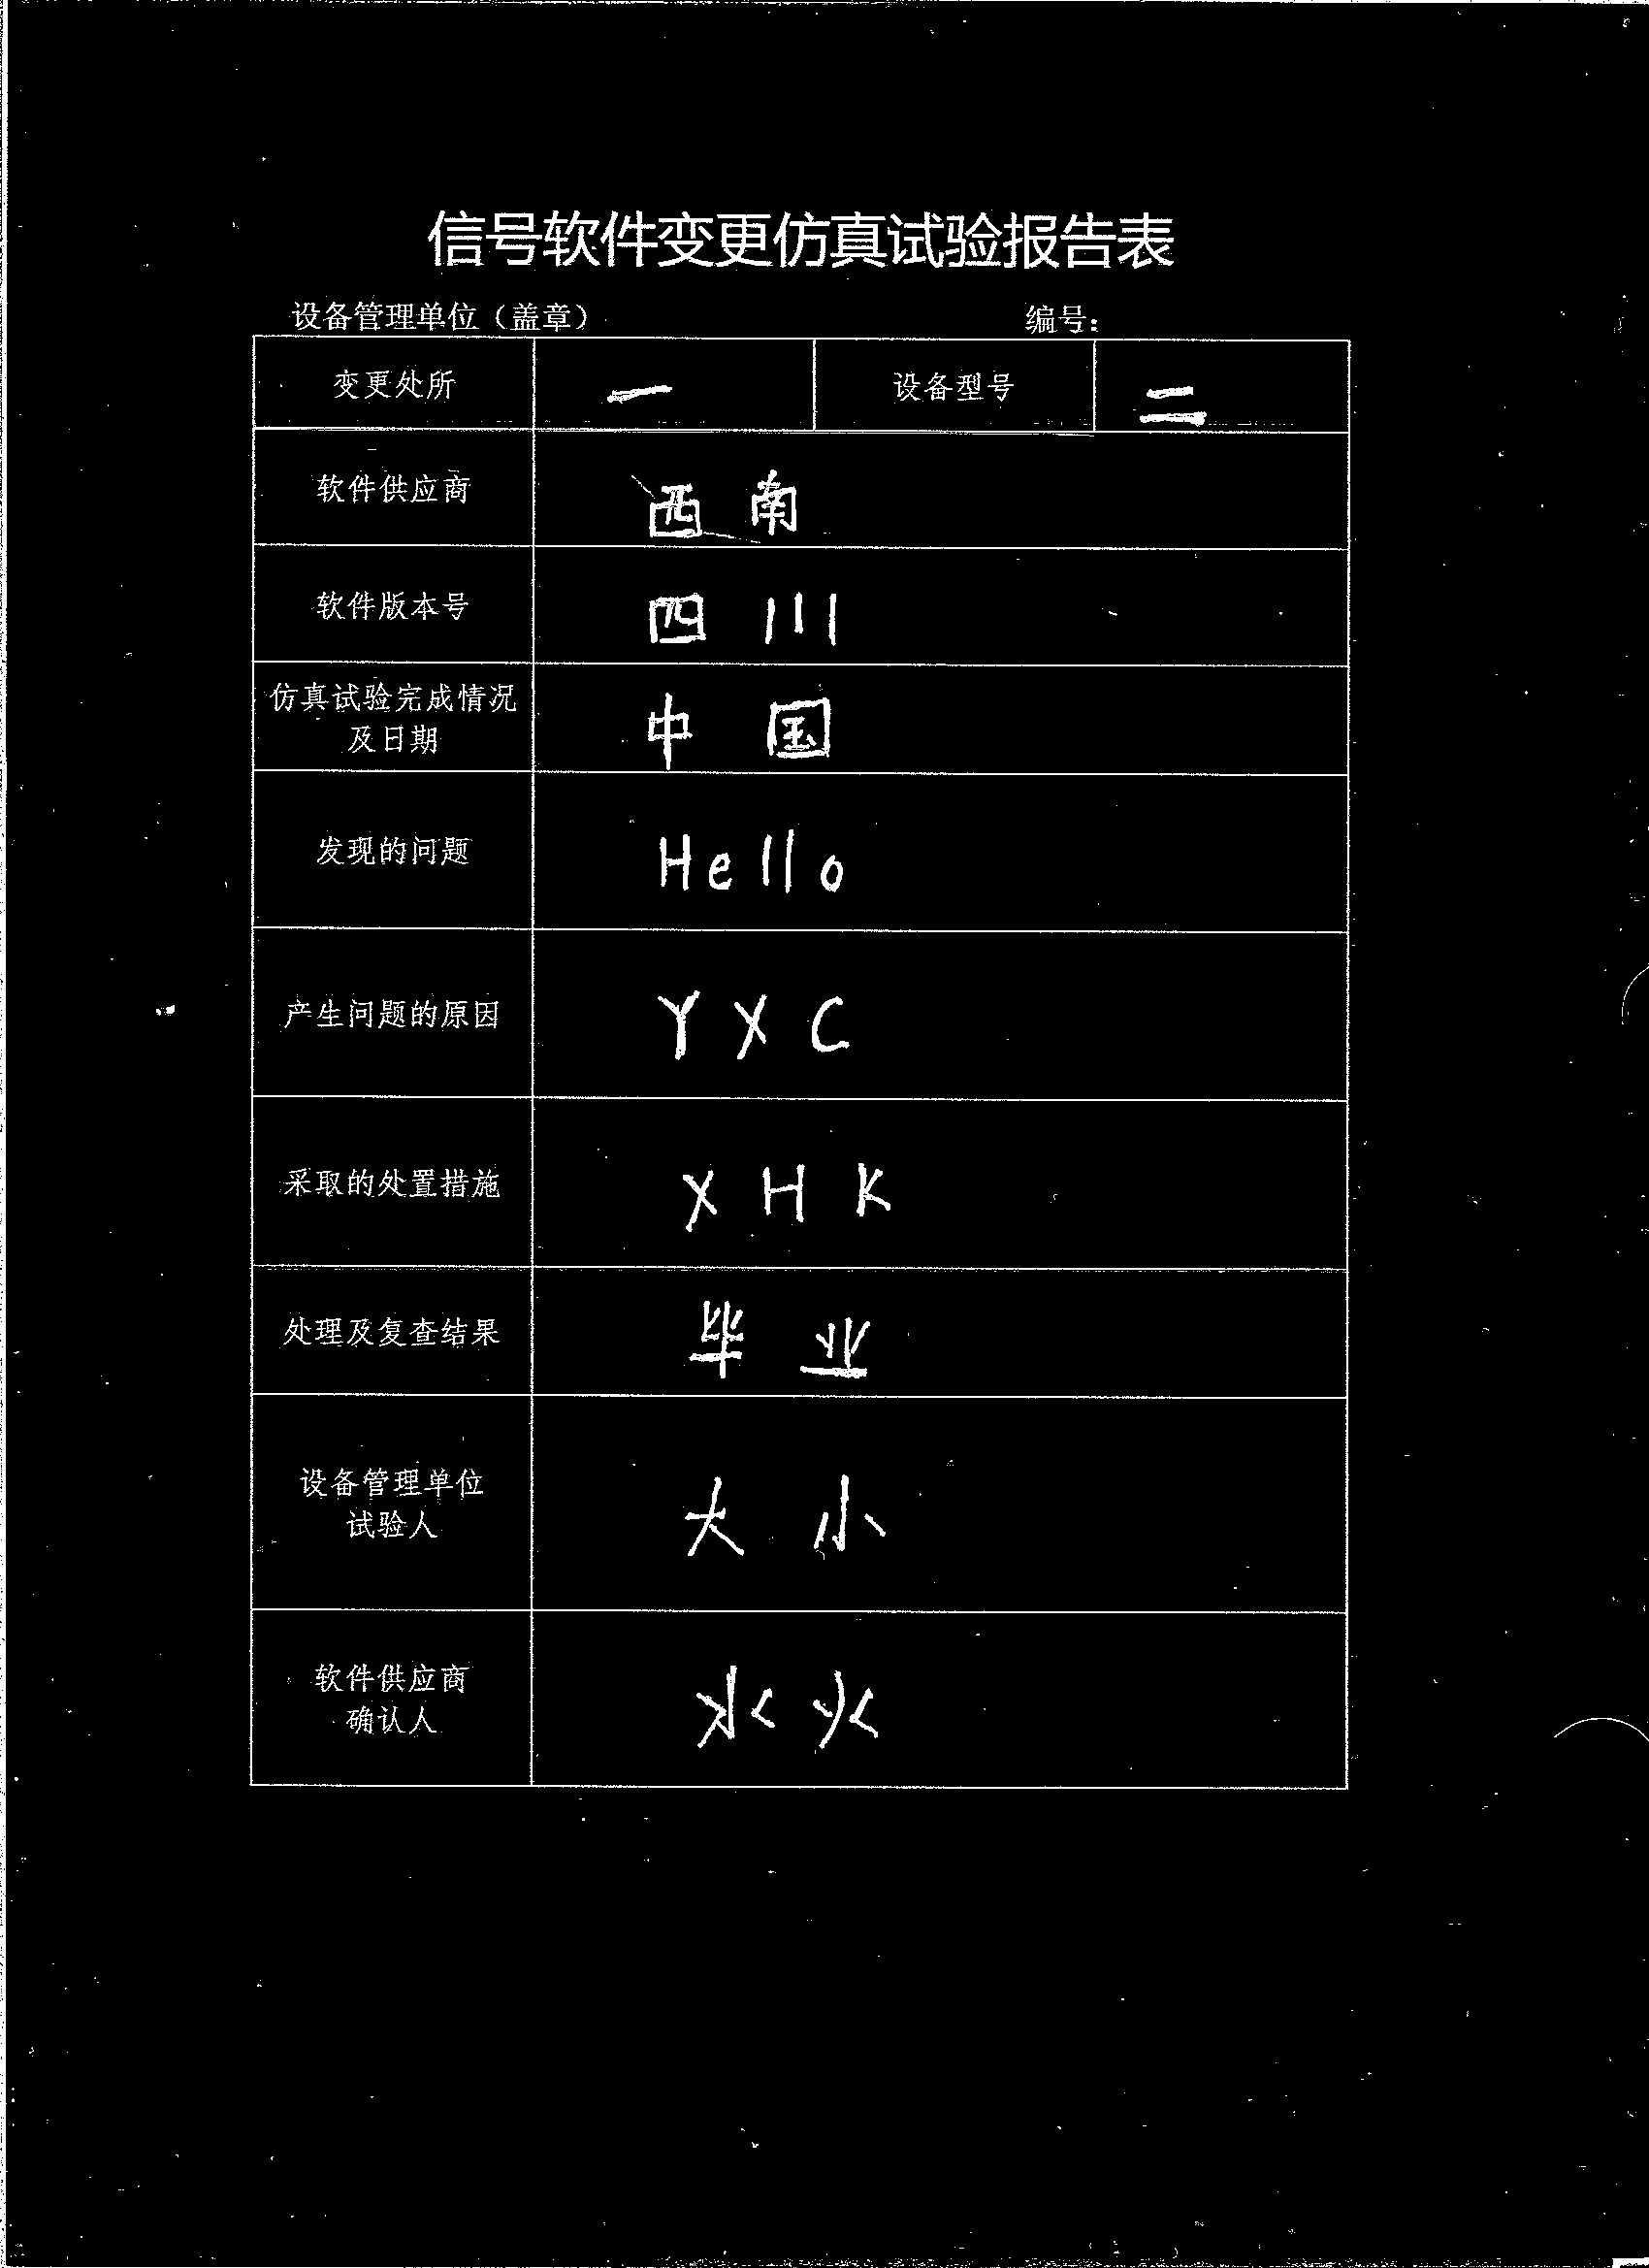 信号软件变更仿真试验报告表
设备管理单位（盖章） 编号：
变更处所 一 设备型号 二
软件供应商 西南
软件版本号 四川
仿真试验完成情况
及日期 中国
发现的问题 Hello
产生问题的原因 YXC
采取的处置措施 XHK
处理及复查结果 毕业
设备管理单位
试验人 大小
软件供应商
确认人 水火